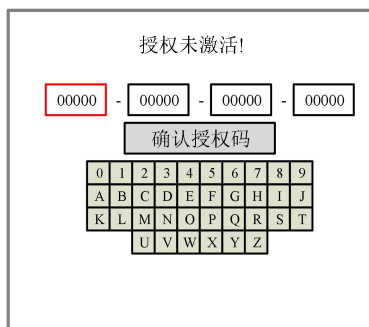 授权未激活!
00000 - 00000 - 00000 - 00000
确认授权码
0 1 2 3 4 5 6 7 8 9
A B C D E F G H I J
K L M N O P Q R S T
U V W X Y Z